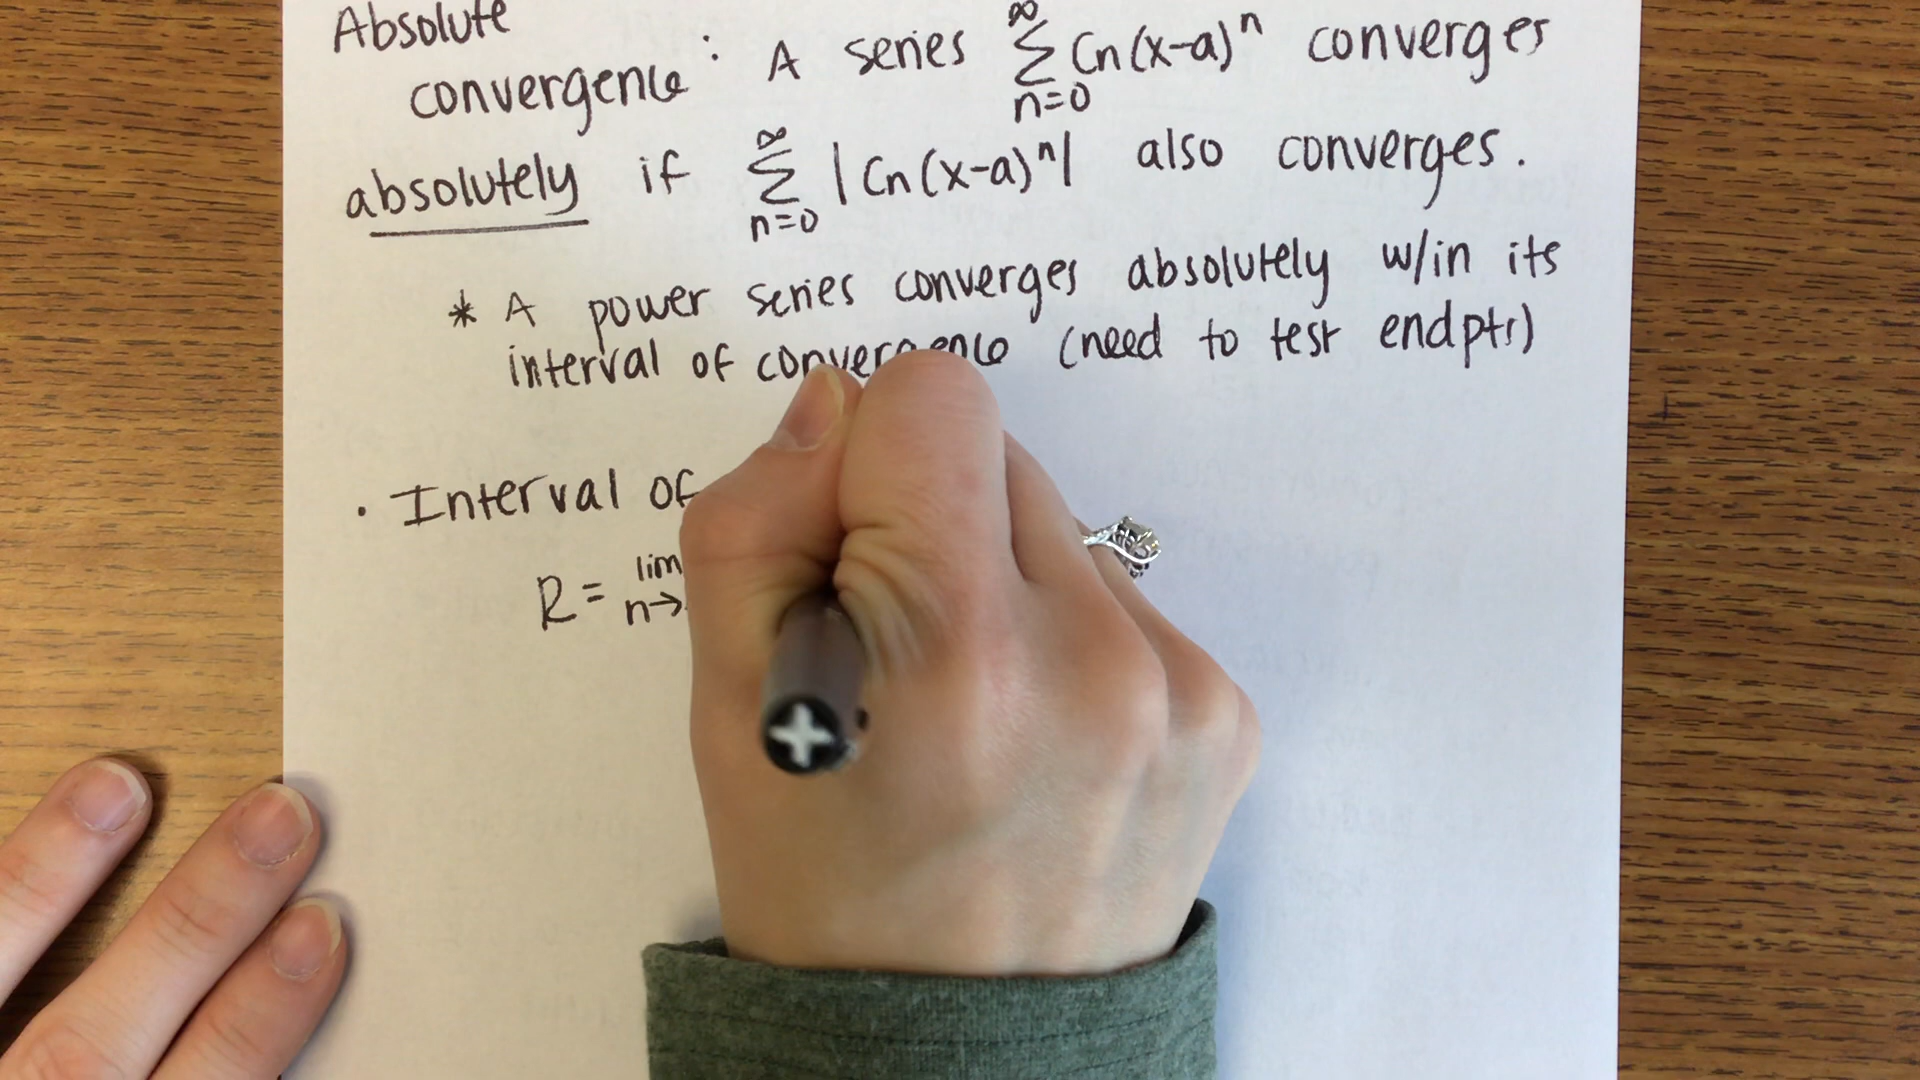 Absolute
convergence: A series ∞∑n=0 Cn(x-a)ⁿ converges
absolutely if ∞∑n=0 |Cn(x-a)ⁿ| also converges.
* A power series converges absolutely w/in its
interval of convergence (need to test endpts)
· Interval of
R= lim n→